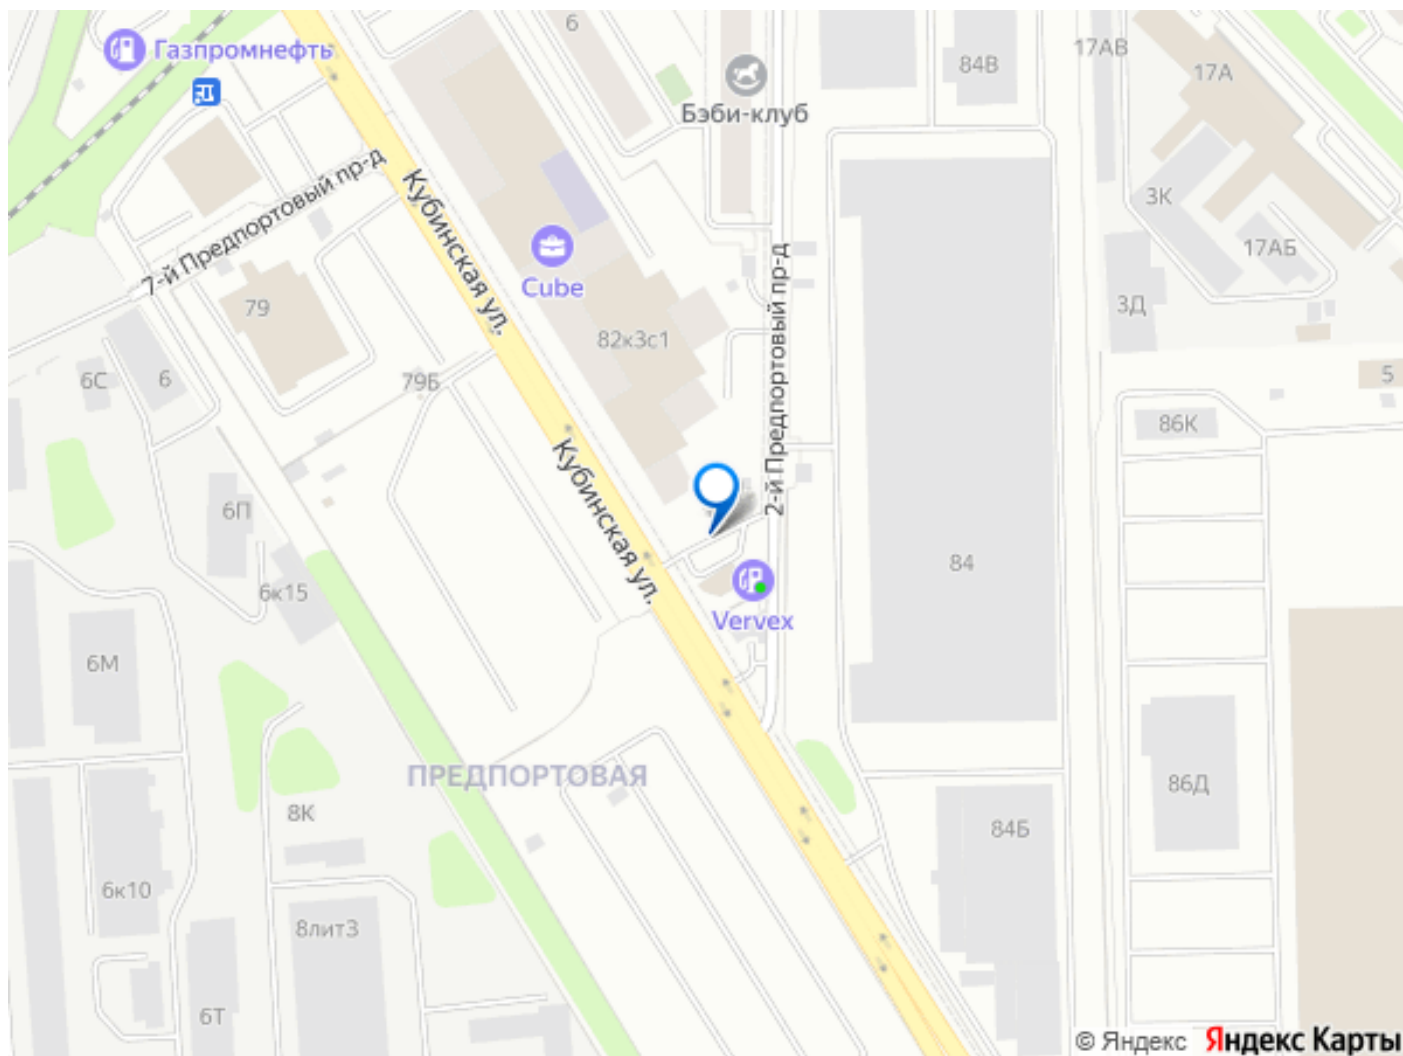 Газпромнефть
6
84В
17АВ
17А
Бэби-клуб
7-й Предпортовый пр-д
Кубинская ул.
3К
17АБ
Cube
79
82к3с1
2-й Предпортовый пр-д
3Д
6С
6
79Б
5
86К
6П
Кубинская ул.
84
6к15
Vervex
6М
ПРЕДПОРТОВАЯ
86Д
8К
84Б
6к10
8лит3
6Т
© Яндекс Яндекс Карты